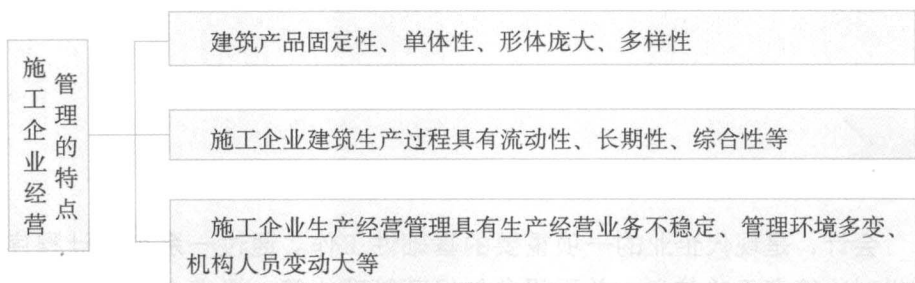 施工企业经营
管理的特点
建筑产品固定性、单体性、形体庞大、多样性
施工企业建筑生产过程具有流动性、长期性、综合性等
施工企业生产经营管理具有生产经营业务不稳定、管理环境多变、
机构人员变动大等